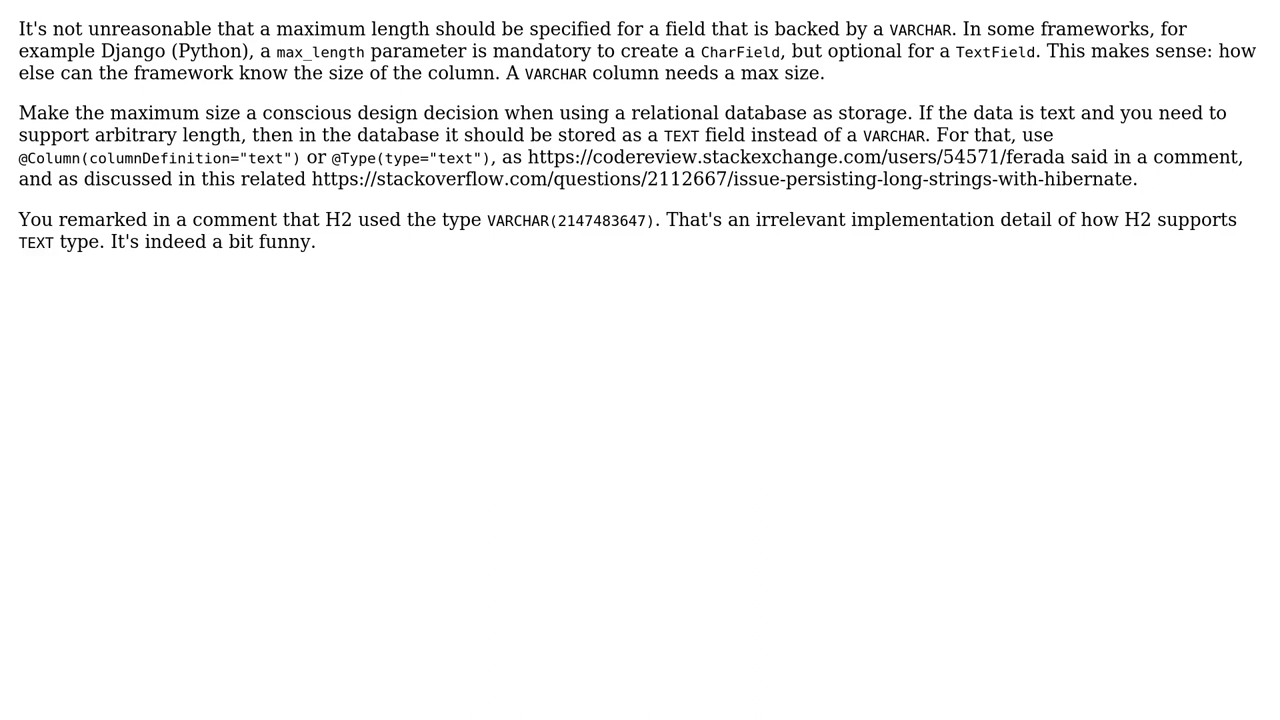 It's not unreasonable that a maximum length should be specified for a field that is backed by a VARCHAR. In some frameworks, for
example Django (Python), a max_length parameter is mandatory to create a CharField, but optional for a TextField. This makes sense: how
else can the framework know the size of the column. A VARCHAR column needs a max size.
Make the maximum size a conscious design decision when using a relational database as storage. If the data is text and you need to
support arbitrary length, then in the database it should be stored as a TEXT field instead of a VARCHAR. For that, use
@Column(columnDefinition="text") or @Type(type="text"), as https://codereview.stackexchange.com/users/54571/ferada said in a comment,
and as discussed in this related https://stackoverflow.com/questions/2112667/issue-persisting-long-strings-with-hibernate.
You remarked in a comment that H2 used the type VARCHAR(2147483647). That's an irrelevant implementation detail of how H2 supports
TEXT type. It's indeed a bit funny.